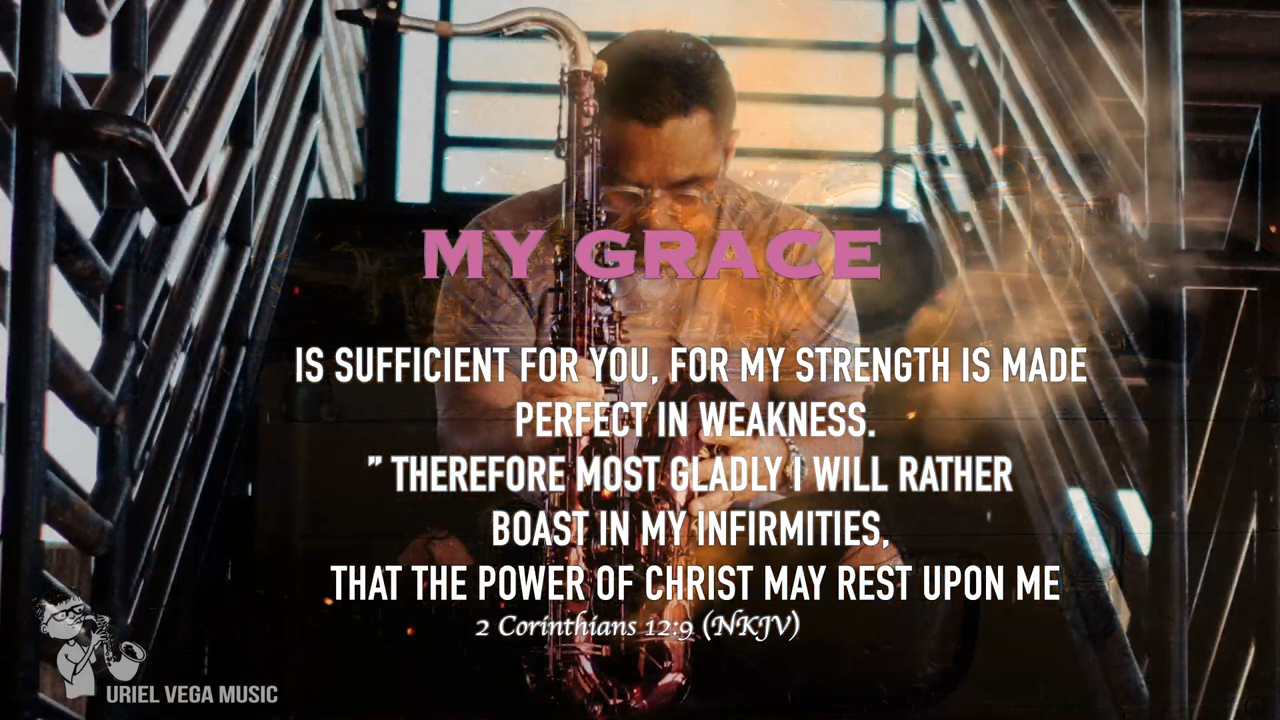 MY GRACE
IS SUFFICIENT FOR YOU, FOR MY STRENGTH IS MADE
PERFECT IN WEAKNESS.
” THEREFORE MOST GLADLY I WILL RATHER
BOAST IN MY INFIRMITIES,
THAT THE POWER OF CHRIST MAY REST UPON ME
2 Corinthians 12:9 (NKJV)
URIEL VEGA MUSIC